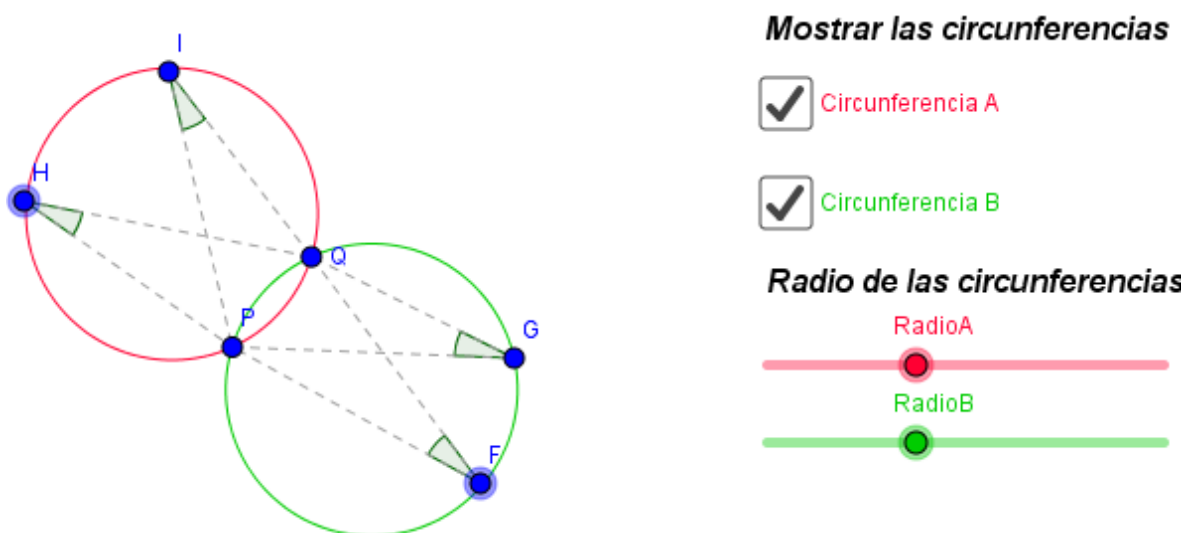 I
H
Q
P
G
F
Mostrar las circunferencias
Circunferencia A
Circunferencia B
Radio de las circunferencias
RadioA
RadioB